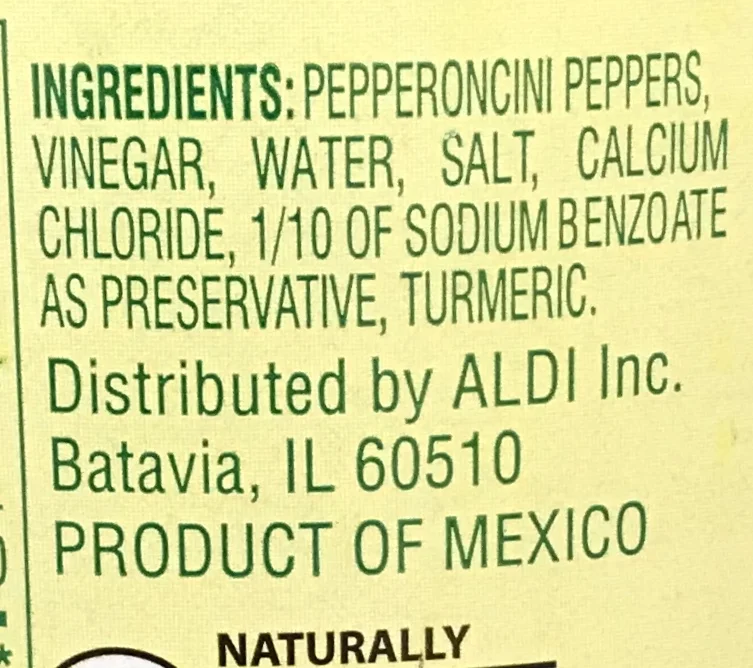 INGREDIENTS: PEPPERONCINI PEPPERS,
VINEGAR, WATER, SALT, CALCIUM
CHLORIDE, 1/10 OF SODIUM BENZOATE
AS PRESERVATIVE, TURMERIC.
Distributed by ALDI Inc.
Batavia, IL 60510
PRODUCT OF MEXICO
NATURALLY